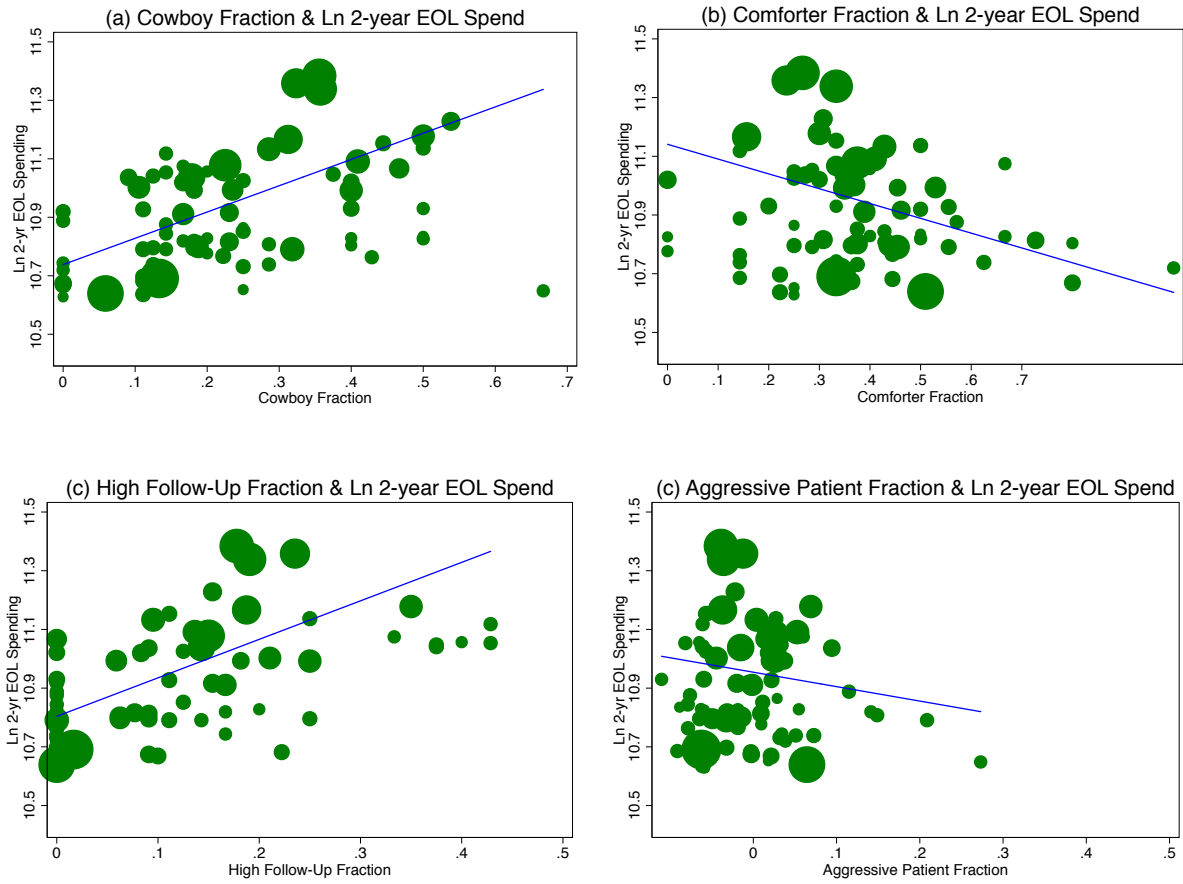 (a) Cowboy Fraction & Ln 2-year EOL Spend
Ln 2-yr EOL Spending
11.5
11.3
11.1
10.9
10.7
10.5
0 .1 .2 .3 .4 .5 .6 .7
Cowboy Fraction
(b) Comforter Fraction & Ln 2-year EOL Spend
Ln 2-yr EOL Spending
11.5
11.3
11.1
10.9
10.7
10.5
0 .1 .2 .3 .4 .5 .6 .7
Comforter Fraction
(c) High Follow-Up Fraction & Ln 2-year EOL Spend
Ln 2-yr EOL Spending
11.5
11.3
11.1
10.9
10.7
10.5
0 .1 .2 .3 .4 .5
High Follow-Up Fraction
(c) Aggressive Patient Fraction & Ln 2-year EOL Spend
Ln 2-yr EOL Spending
11.5
11.3
11.1
10.9
10.7
10.5
0 .1 .2 .3 .4 .5
Aggressive Patient Fraction